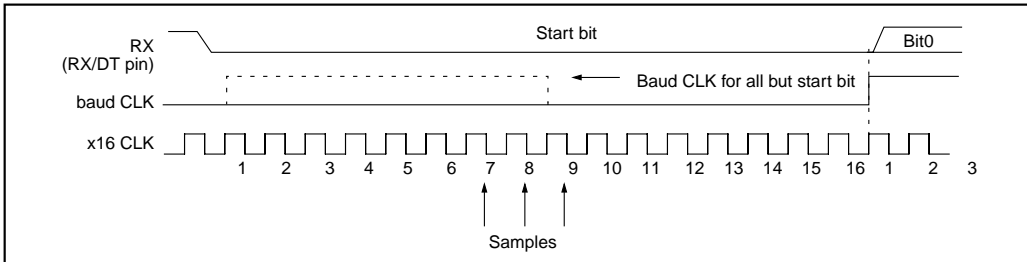 Start bit
RX
(RX/DT pin)
Bit0
Baud CLK for all but start bit
baud CLK
x16 CLK
1 2 3 4 5 6 7 8 9 10 11 12 13 14 15 16 1 2 3
Samples